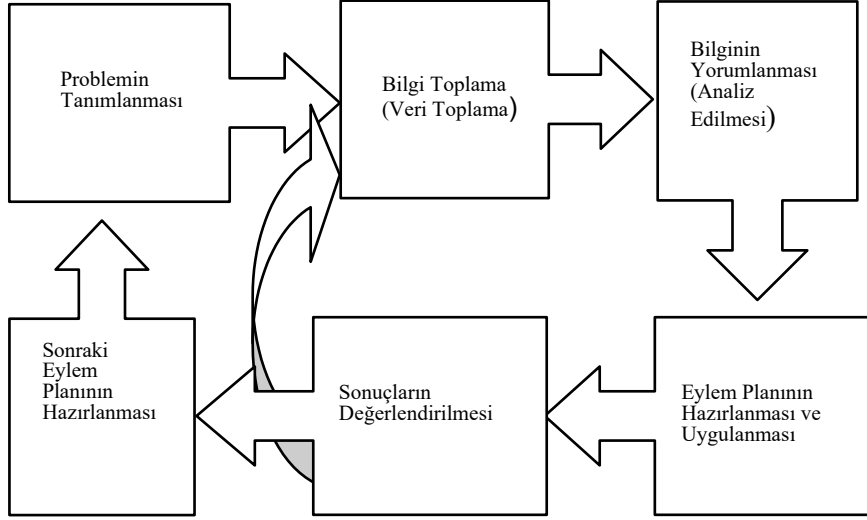 Problemin
Tanımlanması
Bilgi Toplama
(Veri Toplama)
Bilginin
Yorumlanması
(Analiz
Edilmesi)
Sonraki
Eylem
Planının
Hazırlanması
Sonuçların
Değerlendirilmesi
Eylem Planının
Hazırlanması ve
Uygulanması